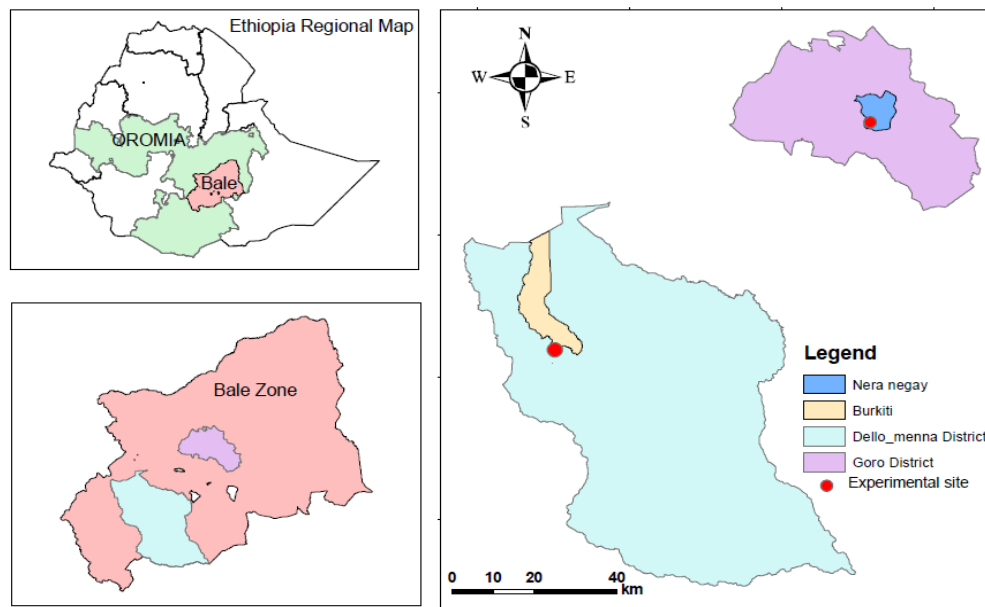 Ethiopia Regional Map
OROMIA
Bale
Bale Zone
N
W E
S
Legend
Nera negay
Burkiti
Dello_menna District
Goro District
Experimental site
0 10 20 40
km